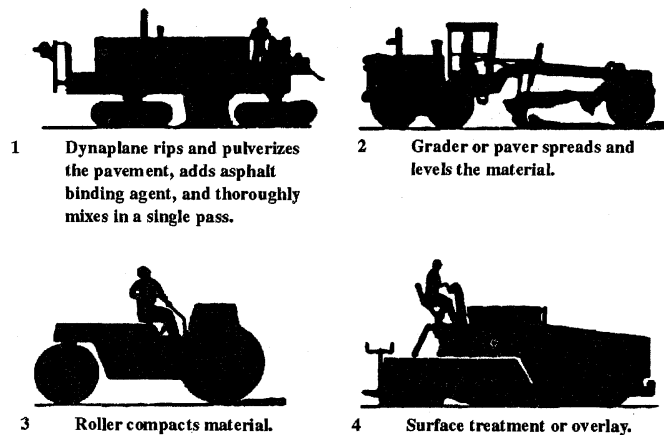 1 Dynaplane rips and pulverizes
the pavement, adds asphalt
binding agent, and thoroughly
mixes in a single pass.
2 Grader or paver spreads and
levels the material.
3 Roller compacts material.
4 Surface treatment or overlay.